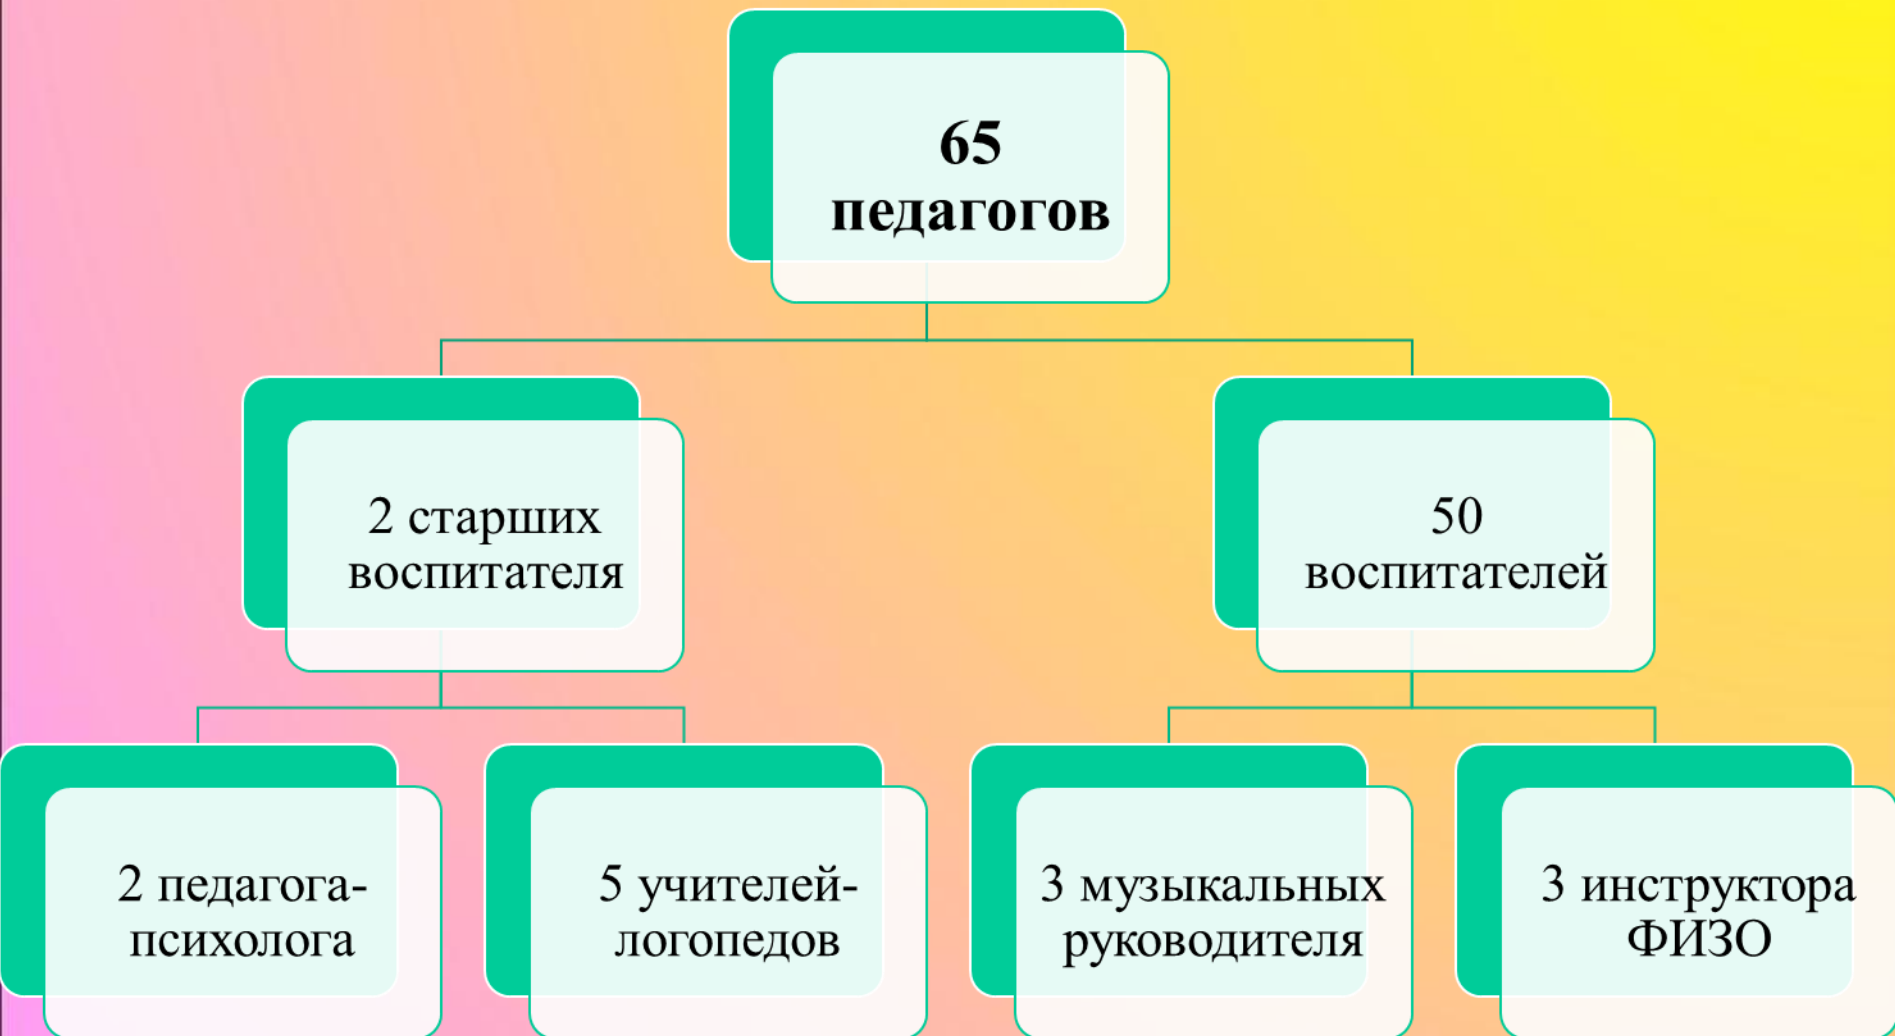 65
педагогов
2 старших
воспитателя
50
воспитателей
2 педагога-
психолога
5 учителей-
логопедов
3 музыкальных
руководителя
3 инструктора
ФИЗО